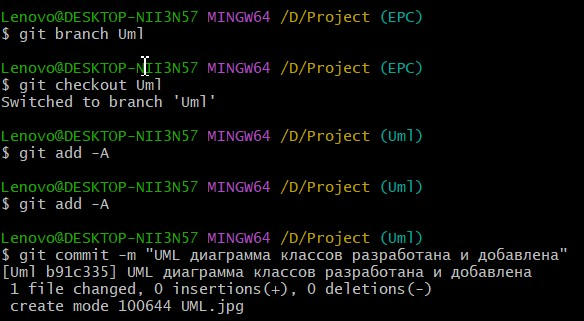 Lenovo@DESKTOP-NII3N57 MINGW64 /D/Project (EPC)
$ git branch Uml
Lenovo@DESKTOP-NII3N57 MINGW64 /D/Project (EPC)
$ git checkout Uml
Switched to branch 'Uml'
Lenovo@DESKTOP-NII3N57 MINGW64 /D/Project (Uml)
$ git add -A
Lenovo@DESKTOP-NII3N57 MINGW64 /D/Project (Uml)
$ git add -A
Lenovo@DESKTOP-NII3N57 MINGW64 /D/Project (Uml)
$ git commit -m "UML диаграмма классов разработана и добавлена"
[Uml b91c335] UML диаграмма классов разработана и добавлена
1 file changed, 0 insertions(+), 0 deletions(-)
create mode 100644 UML.jpg